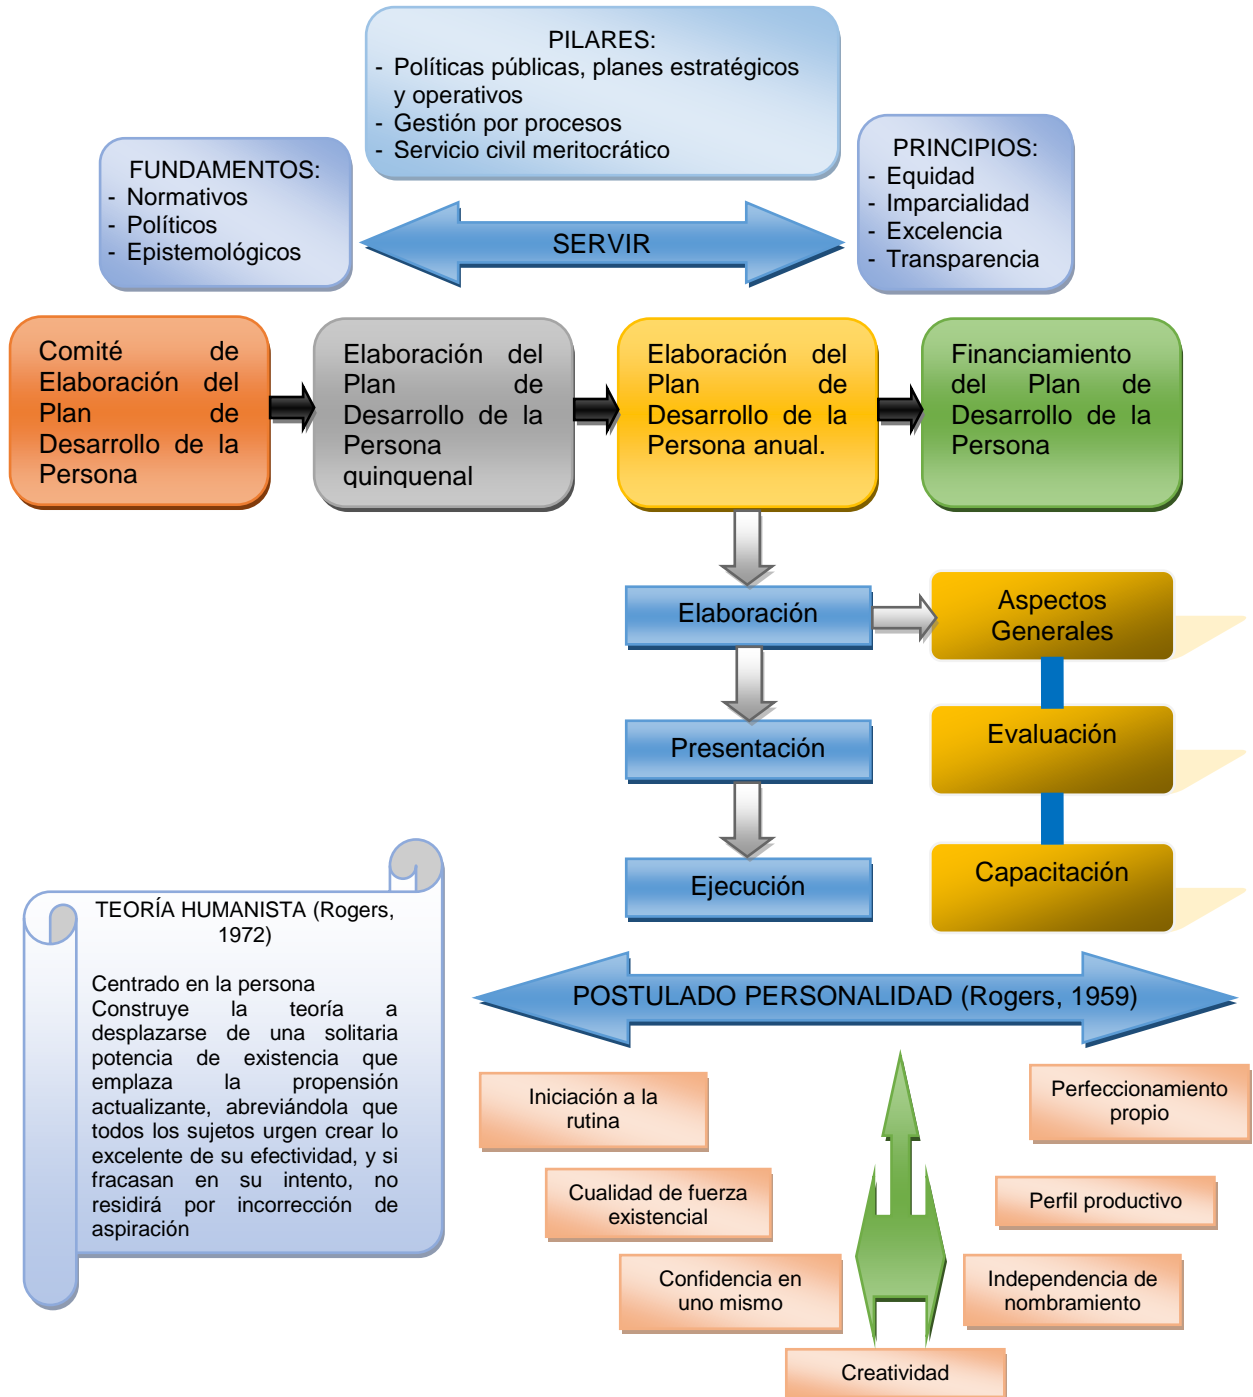 PILARES:
- Políticas públicas, planes estratégicos
y operativos
- Gestión por procesos
- Servicio civil meritocrático
FUNDAMENTOS:
- Normativos
- Políticos
- Epistemológicos
PRINCIPIOS:
- Equidad
- Imparcialidad
- Excelencia
- Transparencia
SERVIR
Comité de
Elaboración del
Plan de
Desarrollo de la
Persona
Elaboración del
Plan de
Desarrollo de la
Persona
quinquenal
Elaboración del
Plan de
Desarrollo de la
Persona anual.
Financiamiento
del Plan de
Desarrollo de la
Persona
Elaboración
Presentación
Ejecución
Aspectos
Generales
Evaluación
Capacitación
TEORÍA HUMANISTA (Rogers,
1972)
Centrado en la persona
Construye la teoría a
desplazarse de una solitaria
potencia de existencia que
emplaza la propensión
actualizante, abreviándola que
todos los sujetos urgen crear lo
excelente de su efectividad, y si
fracasan en su intento, no
residirá por incorrección de
aspiración
POSTULADO PERSONALIDAD (Rogers, 1959)
Iniciación a la
rutina
Cualidad de fuerza
existencial
Confidencia en
uno mismo
Creatividad
Perfeccionamiento
propio
Perfil productivo
Independencia de
nombramiento